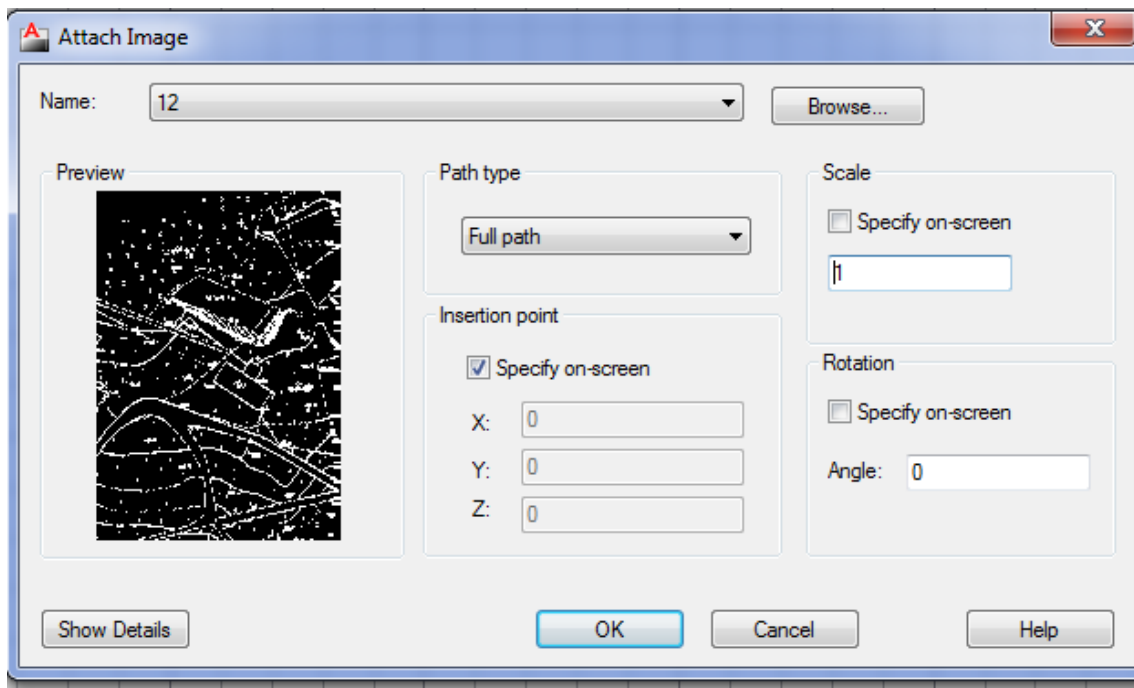 Attach Image
Name: 12 Browse...
Preview
Path type
Full path
Insertion point
Specify on-screen
X: 0
Y: 0
Z: 0
Scale
Specify on-screen
1
Rotation
Specify on-screen
Angle: 0
Show Details OK Cancel Help